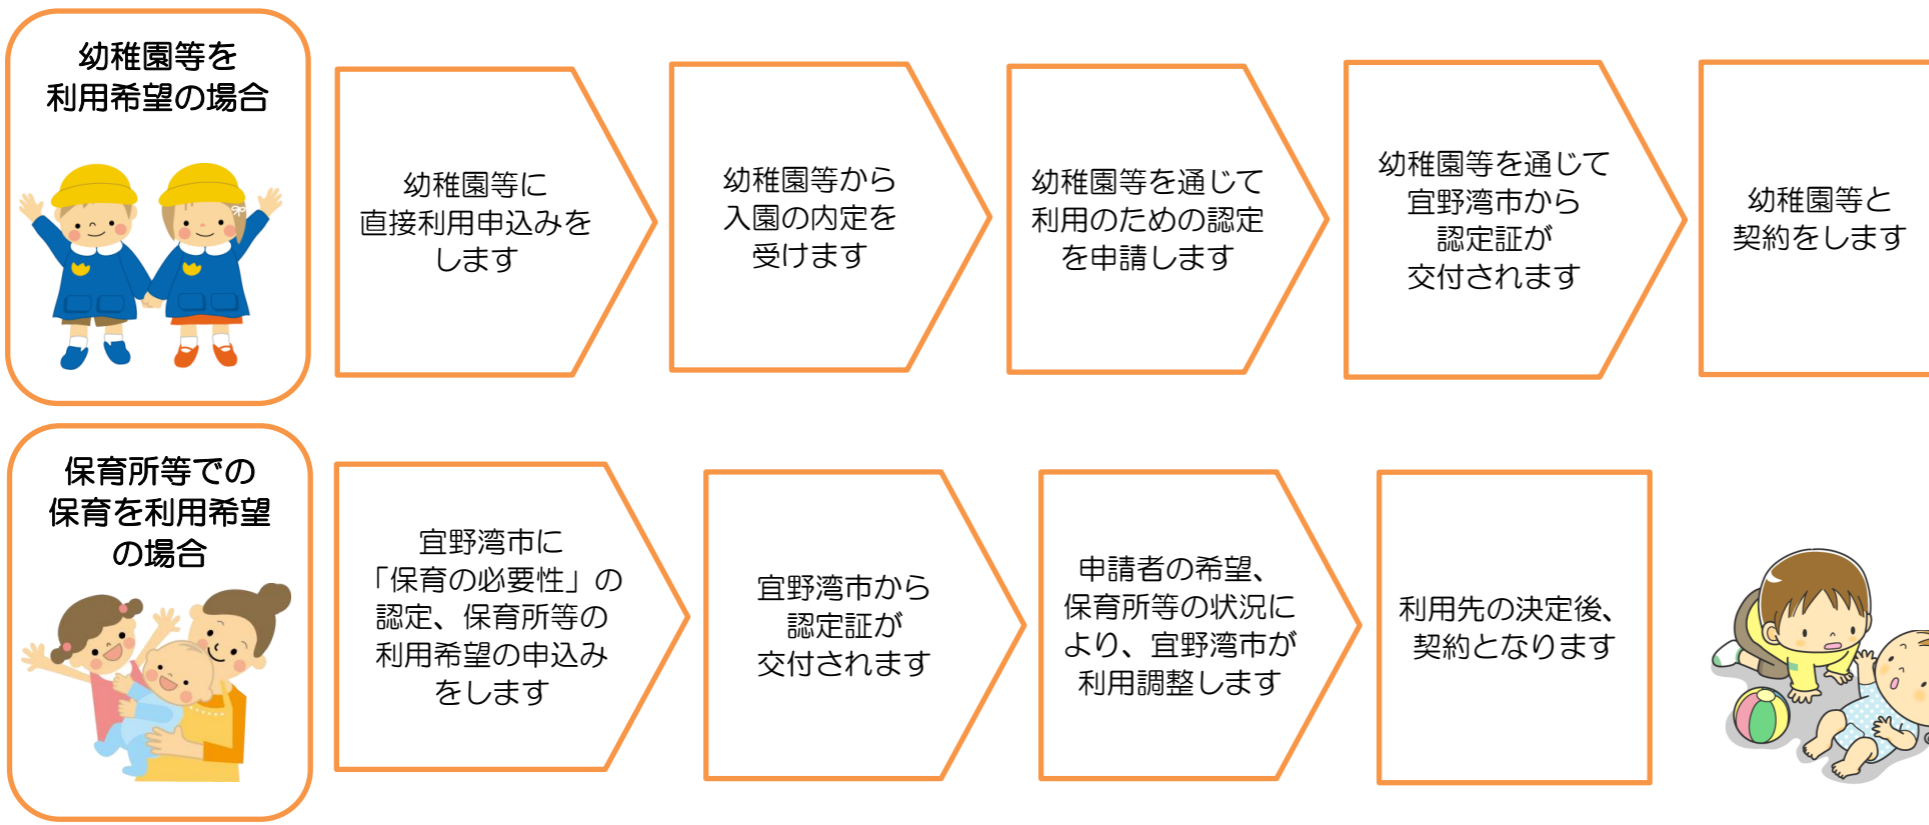 幼稚園等を
利用希望の場合
幼稚園等に
直接利用申込みを
します
幼稚園等から
入園の内定を
受けます
幼稚園等を通じて
利用のための認定
を申請します
幼稚園等を通じて
宜野湾市から
認定証が
交付されます
幼稚園等と
契約をします
保育所等での
保育を利用希望
の場合
宜野湾市に
「保育の必要性」の
認定、保育所等の
利用希望の申込み
をします
宜野湾市から
認定証が
交付されます
申請者の希望、
保育所等の状況に
より、宜野湾市が
利用調整します
利用先の決定後、
契約となります